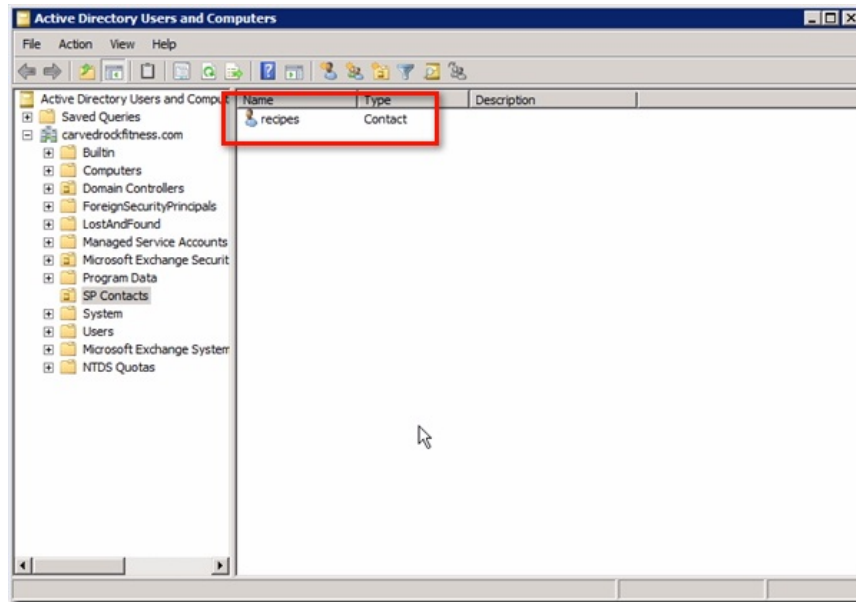 Active Directory Users and Computers
File Action View Help
Active Directory Users and Comput
Name Type Description
Saved Queries
recipes Contact
carvedrockfitness.com
Builtin
Computers
Domain Controllers
ForeignSecurityPrincipals
LostAndFound
Managed Service Accounts
Microsoft Exchange Securit
Program Data
SP Contacts
System
Users
Microsoft Exchange System
NTDS Quotas